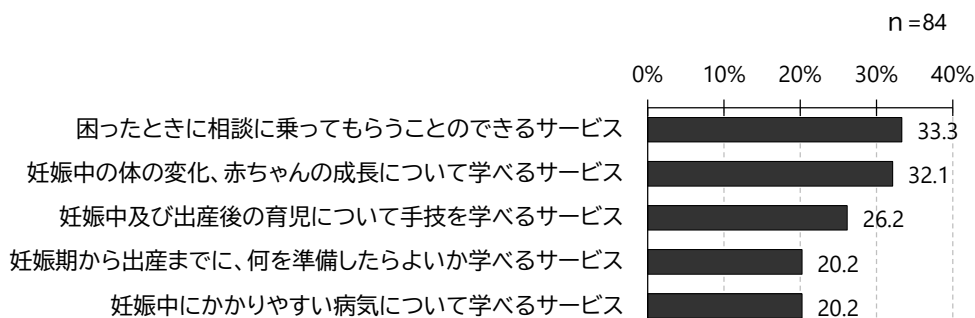 n=84
0% 10% 20% 30% 40%
困ったときに相談に乗ってもらうことのできるサービス 33.3
妊娠中の体の変化、赤ちゃんの成長について学べるサービス 32.1
妊娠中及び出産後の育児について手技を学べるサービス 26.2
妊娠期から出産までに、何を準備したらよいか学べるサービス 20.2
妊娠中にかかりやすい病気について学べるサービス 20.2